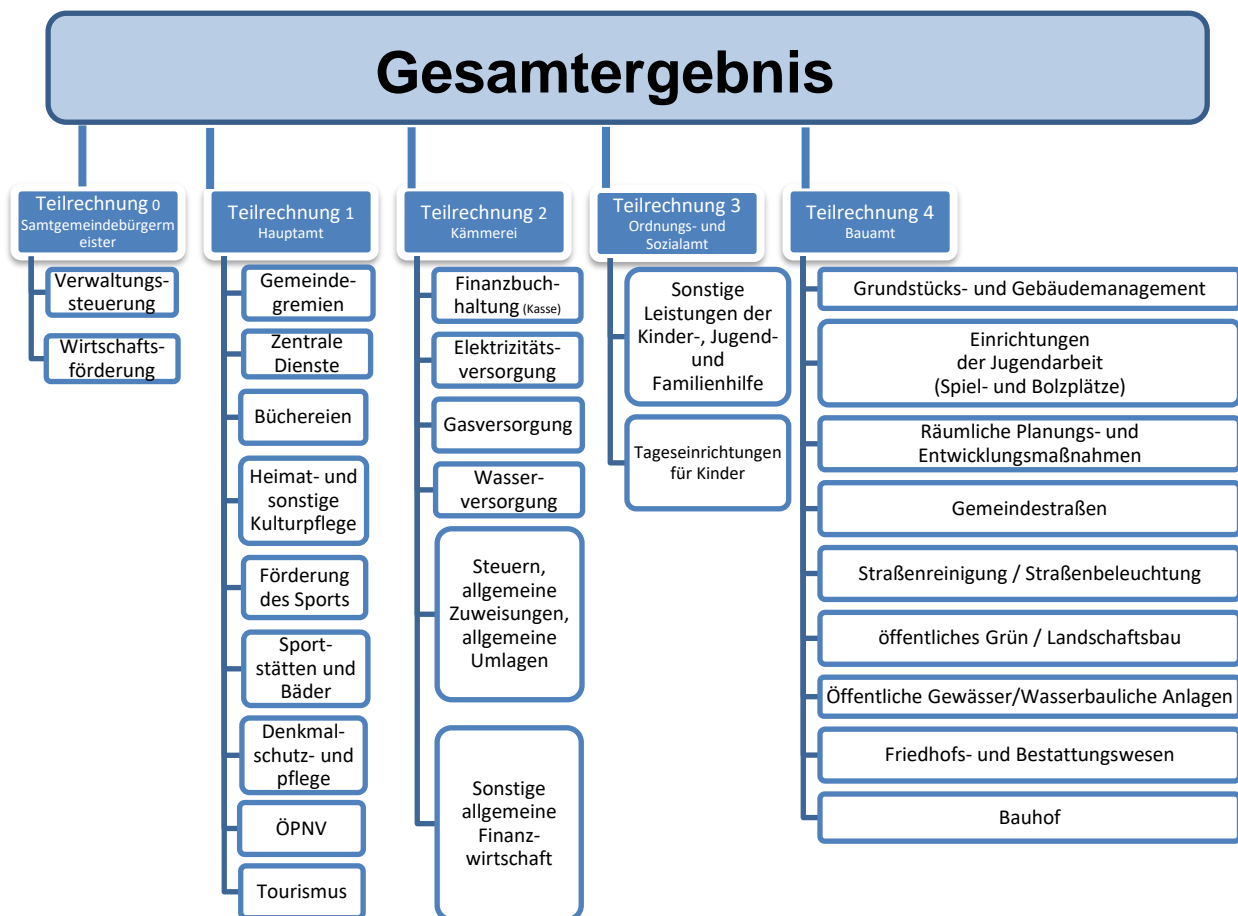 Gesamtergebnis
Teilrechnung 0
Samtgemeindebürgerm
eister
Verwaltungs-
steuerung
Wirtschafts-
förderung
Teilrechnung 1
Hauptamt
Gemeinde-
gremien
Zentrale
Dienste
Büchereien
Heimat- und
sonstige
Kulturpflege
Förderung
des Sports
Sport-
stätten und
Bäder
Denkmal-
schutz- und
pflege
ÖPNV
Tourismus
Teilrechnung 2
Kämmerei
Finanzbuch-
haltung (Kasse)
Elektrizitäts-
versorgung
Gasversorgung
Wasser-
versorgung
Steuern,
allgemeine
Zuweisungen,
allgemeine
Umlagen
Sonstige
allgemeine
Finanz-
wirtschaft
Teilrechnung 3
Ordnungs- und
Sozialamt
Sonstige
Leistungen der
Kinder-, Jugend-
und
Familienhilfe
Tageseinrichtungen
für Kinder
Teilrechnung 4
Bauamt
Grundstücks- und Gebäudemanagement
Einrichtungen
der Jugendarbeit
(Spiel- und Bolzplätze)
Räumliche Planungs- und
Entwicklungsmaßnahmen
Gemeindestraßen
Straßenreinigung / Straßenbeleuchtung
öffentliches Grün / Landschaftsbau
Öffentliche Gewässer/Wasserbauliche Anlagen
Friedhofs- und Bestattungswesen
Bauhof